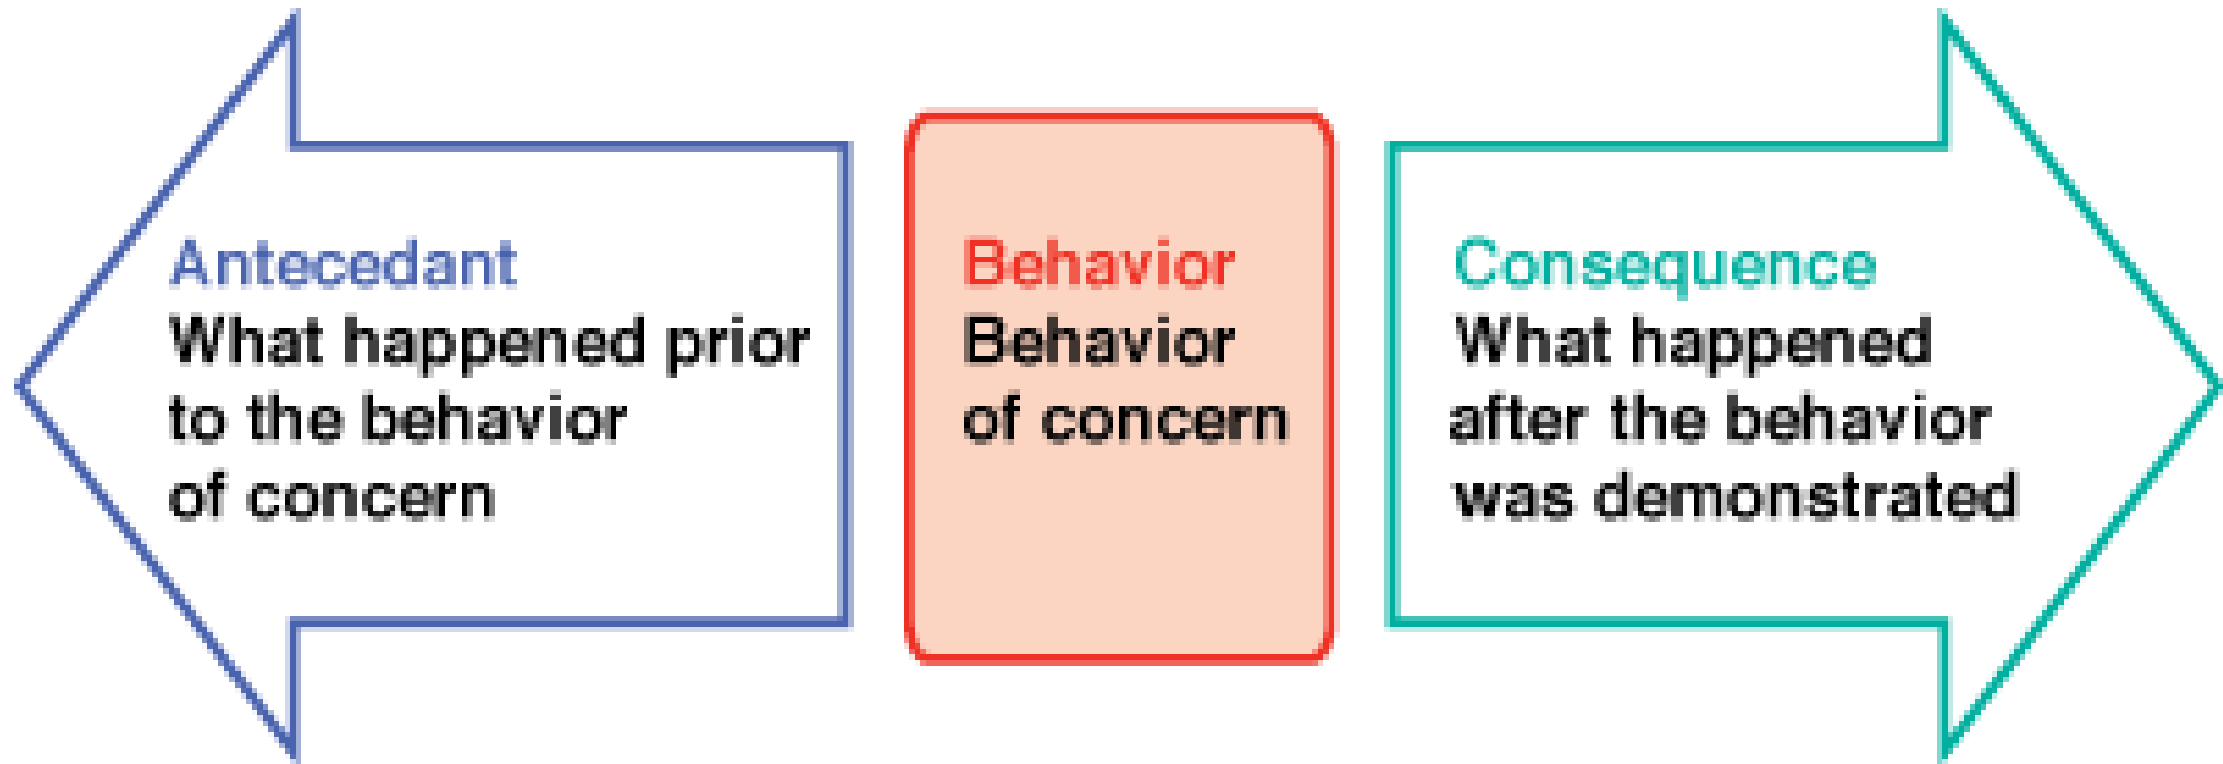 Antecedant
What happened prior
to the behavior
of concern
Behavior
Behavior
of concern
Consequence
What happened
after the behavior
was demonstrated